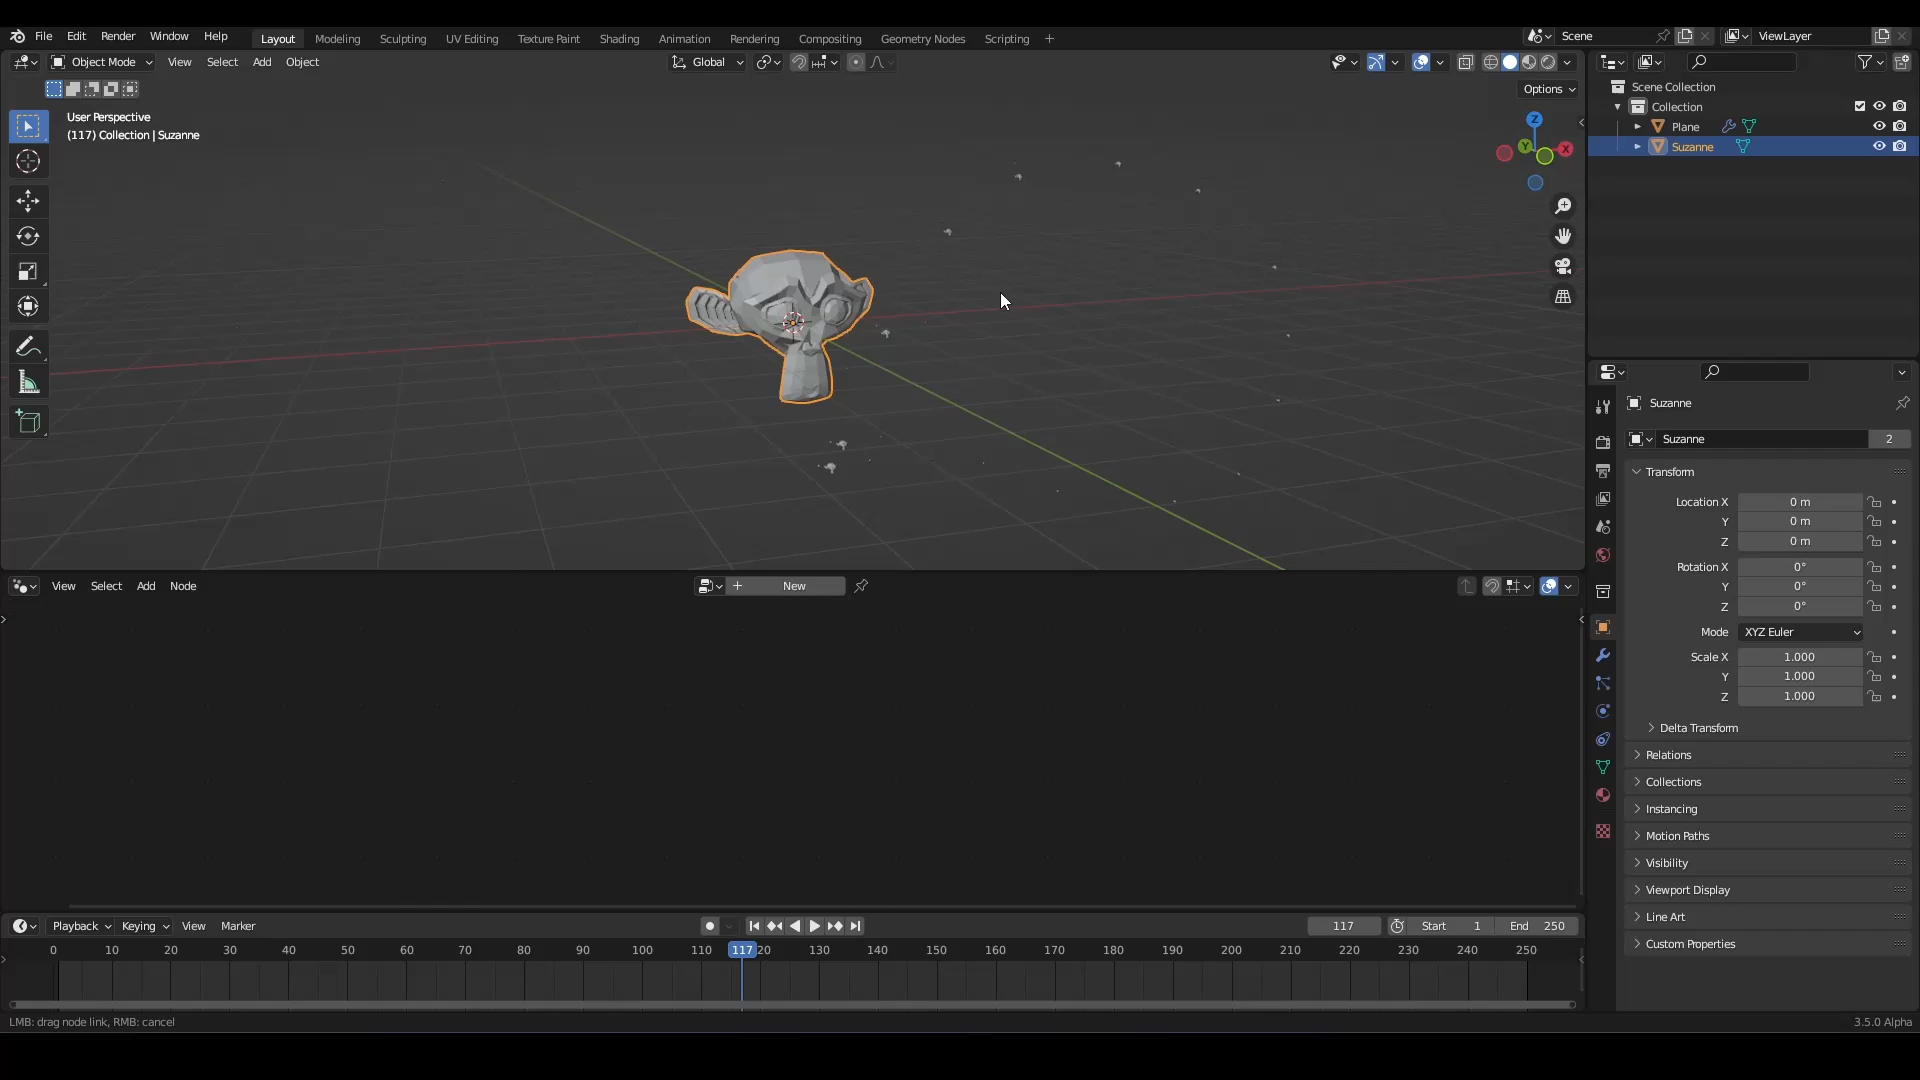 File Edit Render Window Help Layout Modeling Sculpting UV Editing Texture Paint Shading Animation Rendering Compositing Geometry Nodes Scripting + Scene ViewLayer
Object Mode View Select Add Object Global
Options
User Perspective
(117) Collection | Suzanne
Z
Y
X
Scene Collection
Collection
Plane
Suzanne
Suzanne
Suzanne 2
Transform
Location X 0 m
Y 0 m
Z 0 m
Rotation X 0°
Y 0°
Z 0°
Mode XYZ Euler
Scale X 1.000
Y 1.000
Z 1.000
Delta Transform
Relations
Collections
Instancing
Motion Paths
Visibility
Viewport Display
Line Art
Custom Properties
View Select Add Node + New
Playback Keying View Marker 117 Start 1 End 250
0 10 20 30 40 50 60 70 80 90 100 110 117 20 130 140 150 160 170 180 190 200 210 220 230 240 250
LMB: drag node link, RMB: cancel 3.5.0 Alpha